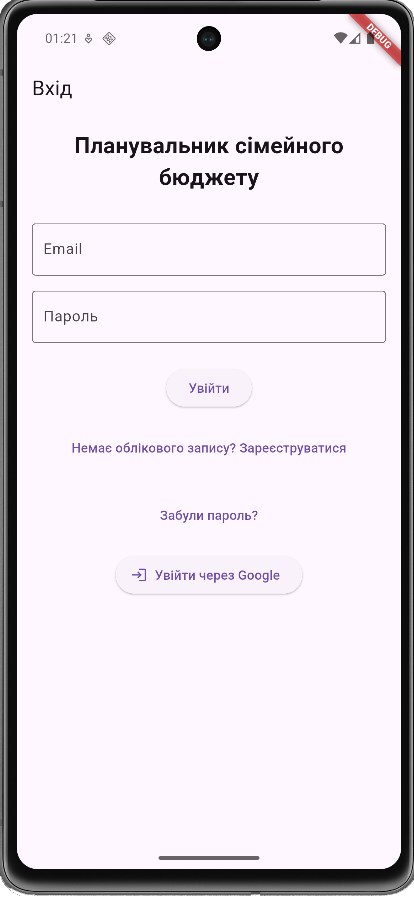 01:21
DEBUG
Вхід
Планувальник сімейного
бюджету
Email
Пароль
Увійти
Немає облікового запису? Зареєструватися
Забули пароль?
Увійти через Google